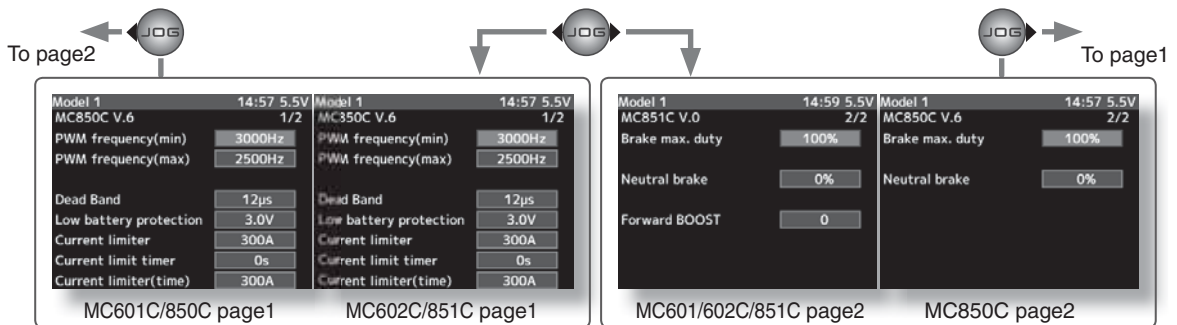 JOG
JOG
JOG
To page2
To page1
Model 1 14:57 5.5V
MC850C V.6 1/2
PWM frequency(min) 3000Hz
PWM frequency(max) 2500Hz
Dead Band 12µs
Low battery protection 3.0V
Current limiter 300A
Current limit timer 0s
Current limiter(time) 300A
MC601C/850C page1
Model 1 14:57 5.5V
MC850C V.6 1/2
PWM frequency(min) 3000Hz
PWM frequency(max) 2500Hz
Dead Band 12µs
Low battery protection 3.0V
Current limiter 300A
Current limit timer 0s
Current limiter(time) 300A
MC602C/851C page1
Model 1 14:59 5.5V
MC851C V.0 2/2
Brake max. duty 100%
Neutral brake 0%
Forward BOOST 0
MC601/602C/851C page2
Model 1 14:57 5.5V
MC850C V.6 2/2
Brake max. duty 100%
Neutral brake 0%
MC850C page2